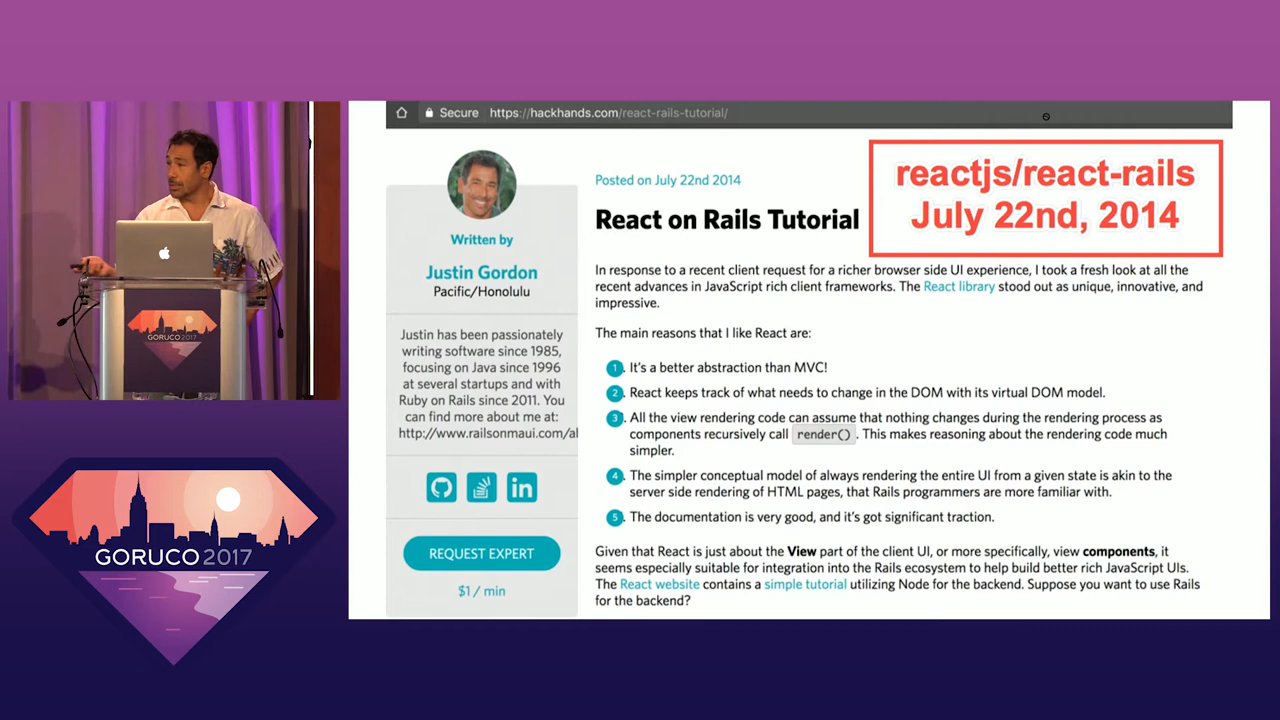 Secure https://hackhands.com/react-rails-tutorial/
reactjs/react-rails
July 22nd, 2014
Posted on July 22nd 2014
React on Rails Tutorial
Written by
Justin Gordon
Pacific/Honolulu
Justin has been passionately
writing software since 1985,
focusing on Java since 1996
at several startups and with
Ruby on Rails since 2011. You
can find more about me at:
http://www.railsonmaui.com/al
in
REQUEST EXPERT
$1 / min
In response to a recent client request for a richer browser side UI experience, I took a fresh look at all the
recent advances in JavaScript rich client frameworks. The React library stood out as unique, innovative, and
impressive.
The main reasons that I like React are:
1. It's a better abstraction than MVC!
2. React keeps track of what needs to change in the DOM with its virtual DOM model.
3. All the view rendering code can assume that nothing changes during the rendering process as
components recursively call render() . This makes reasoning about the rendering code much
simpler.
4. The simpler conceptual model of always rendering the entire UI from a given state is akin to the
server side rendering of HTML pages, that Rails programmers are more familiar with.
5. The documentation is very good, and it's got significant traction.
Given that React is just about the View part of the client UI, or more specifically, view components, it
seems especially suitable for integration into the Rails ecosystem to help build better rich JavaScript UIs.
The React website contains a simple tutorial utilizing Node for the backend. Suppose you want to use Rails
for the backend?
GORUCO 2017
GORUCO 2017